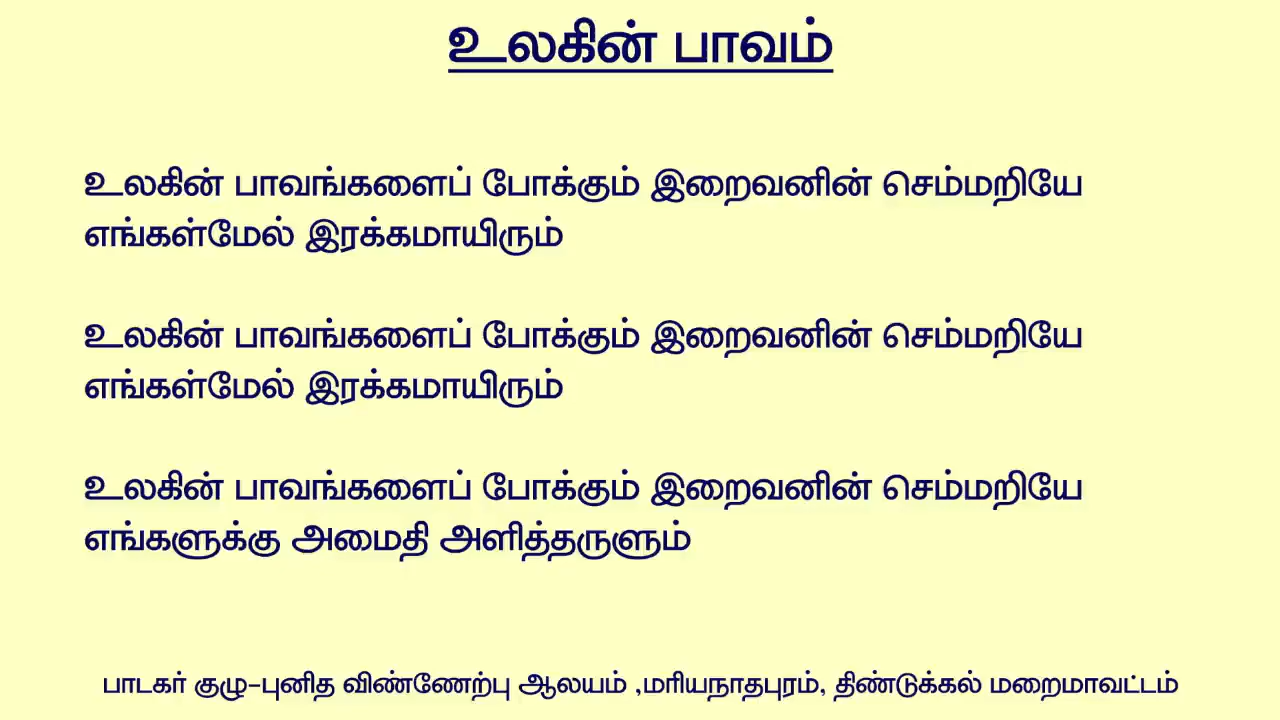 உலகின் பாவம்
உலகின் பாவங்களைப் போக்கும் இறைவனின் செம்மறியே
எங்கள்மேல் இரக்கமாயிரும்
உலகின் பாவங்களைப் போக்கும் இறைவனின் செம்மறியே
எங்கள்மேல் இரக்கமாயிரும்
உலகின் பாவங்களைப் போக்கும் இறைவனின் செம்மறியே
எங்களுக்கு அமைதி அளித்தருளும்
பாடகர் குழு-புனித விண்ணேற்பு ஆலயம் ,மரியநாதபுரம், திண்டுக்கல் மறைமாவட்டம்